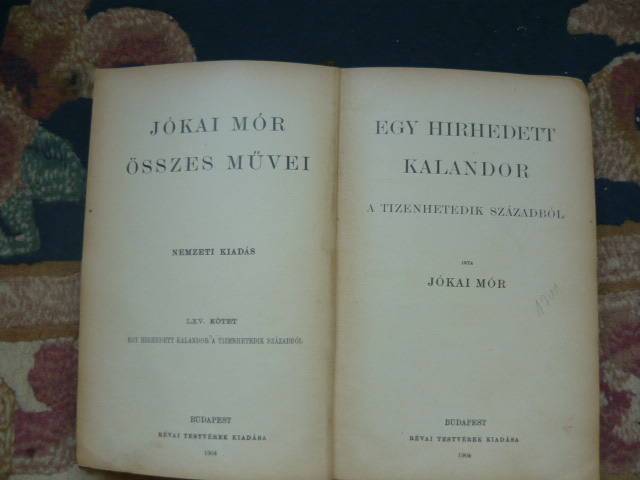 JÓKAI MÓR
ÖSSZES MŰVEI
NEMZETI KIADÁS
LXV. KÖTET
EGY HIRHEDETT KALANDOR A TIZENHETEDIK SZÁZADBÓL
BUDAPEST
RÉVAI TESTVÉREK KIADÁSA
1904
EGY HIRHEDETT
KALANDOR
A TIZENHETEDIK SZÁZADBÓL
IRTA
JÓKAI MÓR
BUDAPEST
RÉVAI TESTVÉREK KIADÁSA
1904